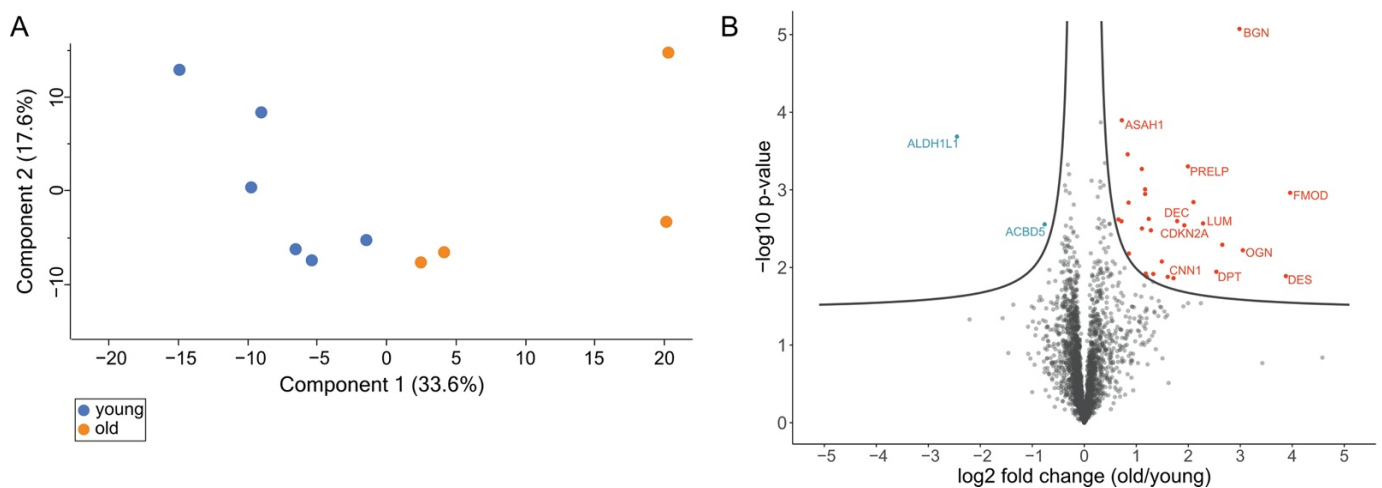 A
Component 2 (17.6%)
10
0
−10
−20
−15
−10
−5
0
5
10
15
20
Component 1 (33.6%)
young
old
B
−log10 p-value
5
4
3
2
1
0
BGN
ASAH1
ALDH1L1
PRELP
FMOD
DEC
LUM
ACBD5
CDKN2A
OGN
CNN1
DPT
DES
−5
−4
−3
−2
−1
0
1
2
3
4
5
log2 fold change (old/young)